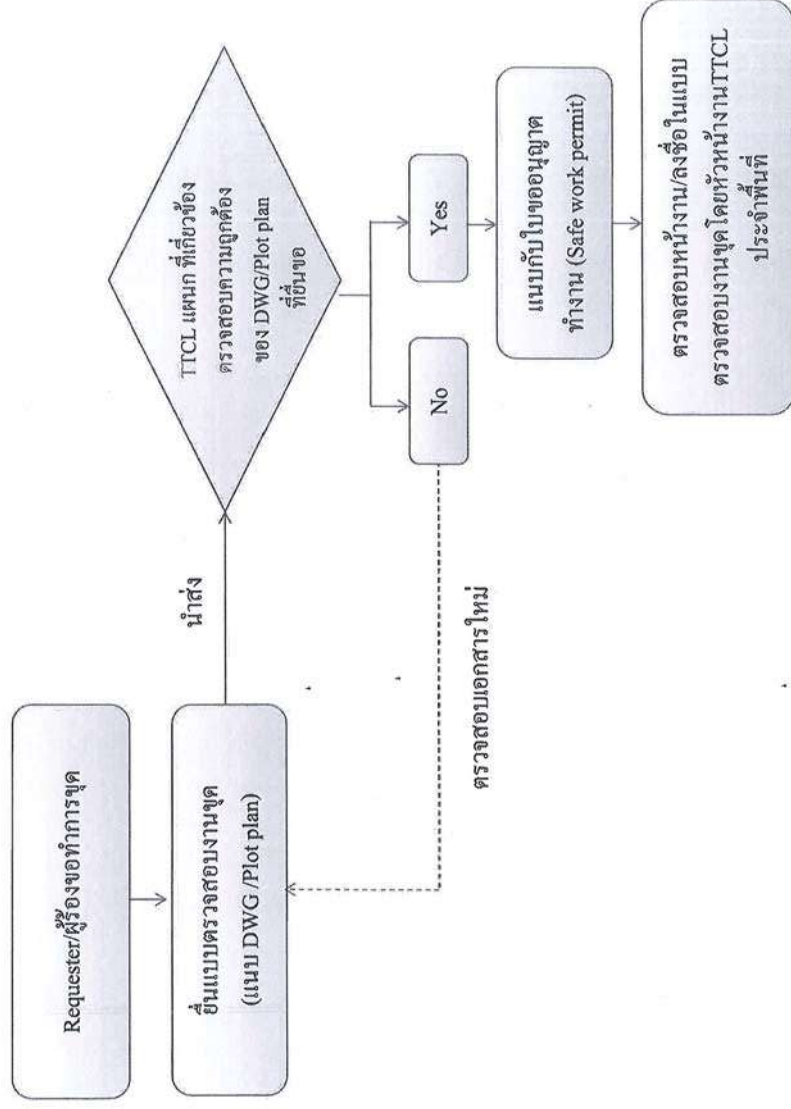 Requester/ผู้ร้องขอทำการขุด
ยื่นแบบตรวจสอบงานขุด
(แนบ DWG /Plot plan)
นำส่ง
TTCL แผนก ที่เกี่ยวข้อง
ตรวจสอบความถูกต้อง
ของ DWG/Plot plan
ที่ยื่นขอ
No
Yes
ตรวจสอบเอกสารใหม่
แนบกับใบขออนุญาต
ทำงาน (Safe work permit)
ตรวจสอบหน้างาน/ลงชื่อในแบบ
ตรวจสอบงานขุดโดยหัวหน้างานTTCL
ประจำพื้นที่